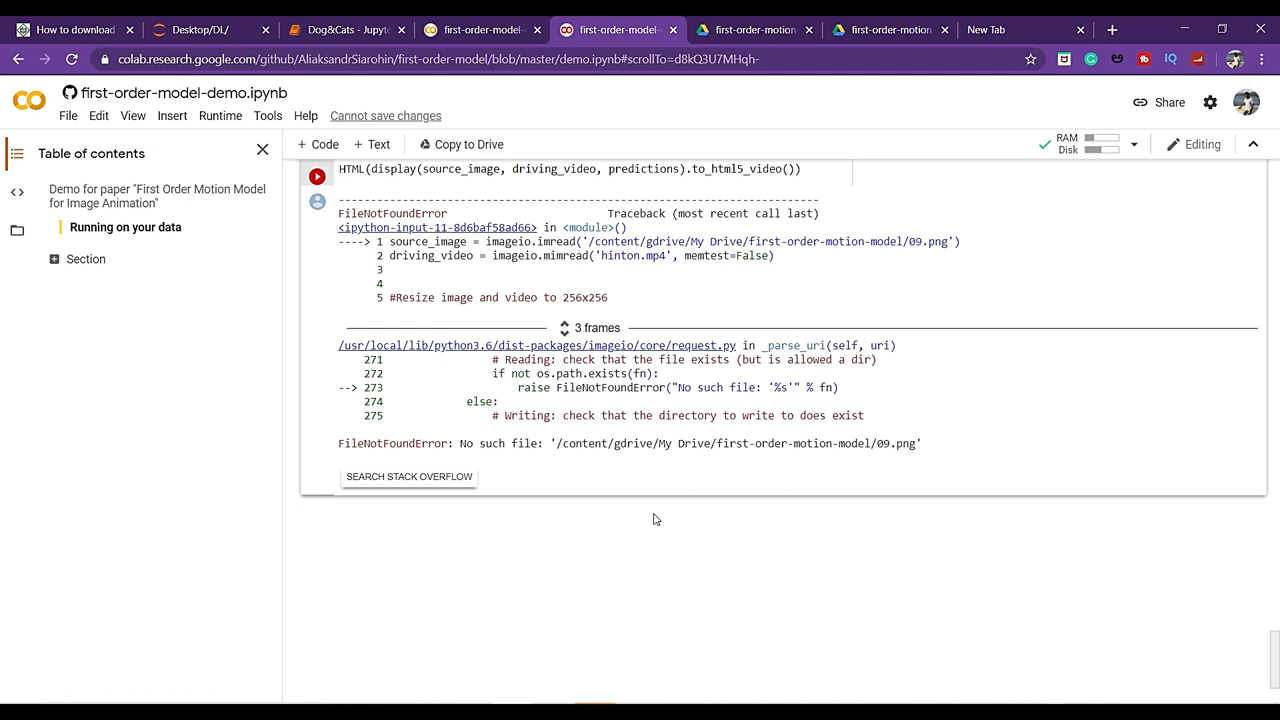 How to download
Desktop/DL/
Dog&Cats - Jupyte
first-order-model-
first-order-model-
first-order-motion
first-order-motion
New Tab
colab.research.google.com/github/AliaksandrSiarohin/first-order-model/blob/master/demo.ipynb#scrollTo=d8kQ3U7MHqh-
first-order-model-demo.ipynb
File Edit View Insert Runtime Tools Help Cannot save changes
Share
+ Code + Text Copy to Drive
RAM
Disk
Editing
Table of contents
Demo for paper "First Order Motion Model
for Image Animation"
Running on your data
Section
HTML(display(source_image, driving_video, predictions).to_html5_video())
---------------------------------------------------------------------------
FileNotFoundError Traceback (most recent call last)
<ipython-input-11-8d6baf58ad66> in <module>()
----> 1 source_image = imageio.imread('/content/gdrive/My Drive/first-order-motion-model/09.png')
2 driving_video = imageio.mimread('hinton.mp4', memtest=False)
3
4
5 #Resize image and video to 256x256
3 frames
/usr/local/lib/python3.6/dist-packages/imageio/core/request.py in _parse_uri(self, uri)
271 # Reading: check that the file exists (but is allowed a dir)
272 if not os.path.exists(fn):
--> 273 raise FileNotFoundError("No such file: '%s'" % fn)
274 else:
275 # Writing: check that the directory to write to does exist
FileNotFoundError: No such file: '/content/gdrive/My Drive/first-order-motion-model/09.png'
SEARCH STACK OVERFLOW